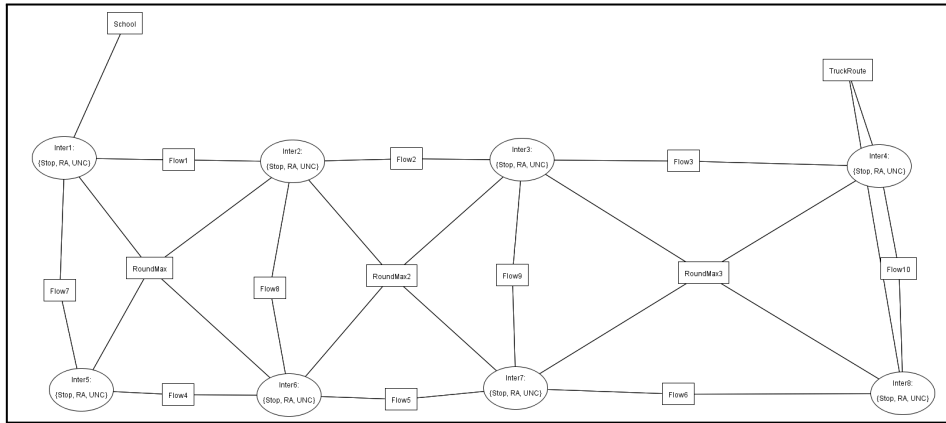 School
TruckRoute
Inter1:
{Stop, RA, UNC}
Flow1
Inter2:
{Stop, RA, UNC}
Flow2
Inter3:
{Stop, RA, UNC}
Flow3
Inter4:
{Stop, RA, UNC}
RoundMax
RoundMax2
RoundMax3
Flow7
Flow8
Flow9
Flow10
Inter5:
{Stop, RA, UNC}
Flow4
Inter6:
{Stop, RA, UNC}
Flow5
Inter7:
{Stop, RA, UNC}
Flow6
Inter8:
{Stop, RA, UNC}